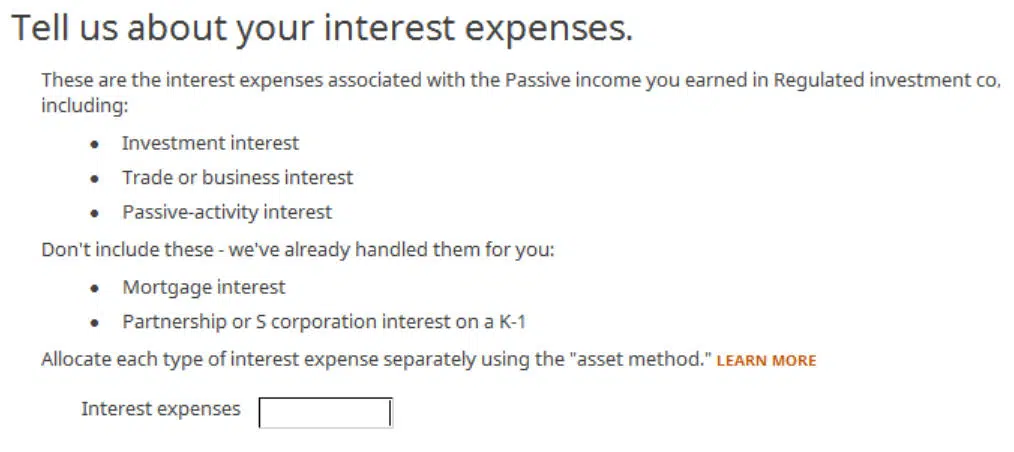 Tell us about your interest expenses.
These are the interest expenses associated with the Passive income you earned in Regulated investment co,
including:
• Investment interest
• Trade or business interest
• Passive-activity interest
Don't include these - we've already handled them for you:
• Mortgage interest
• Partnership or S corporation interest on a K-1
Allocate each type of interest expense separately using the "asset method." LEARN MORE
Interest expenses